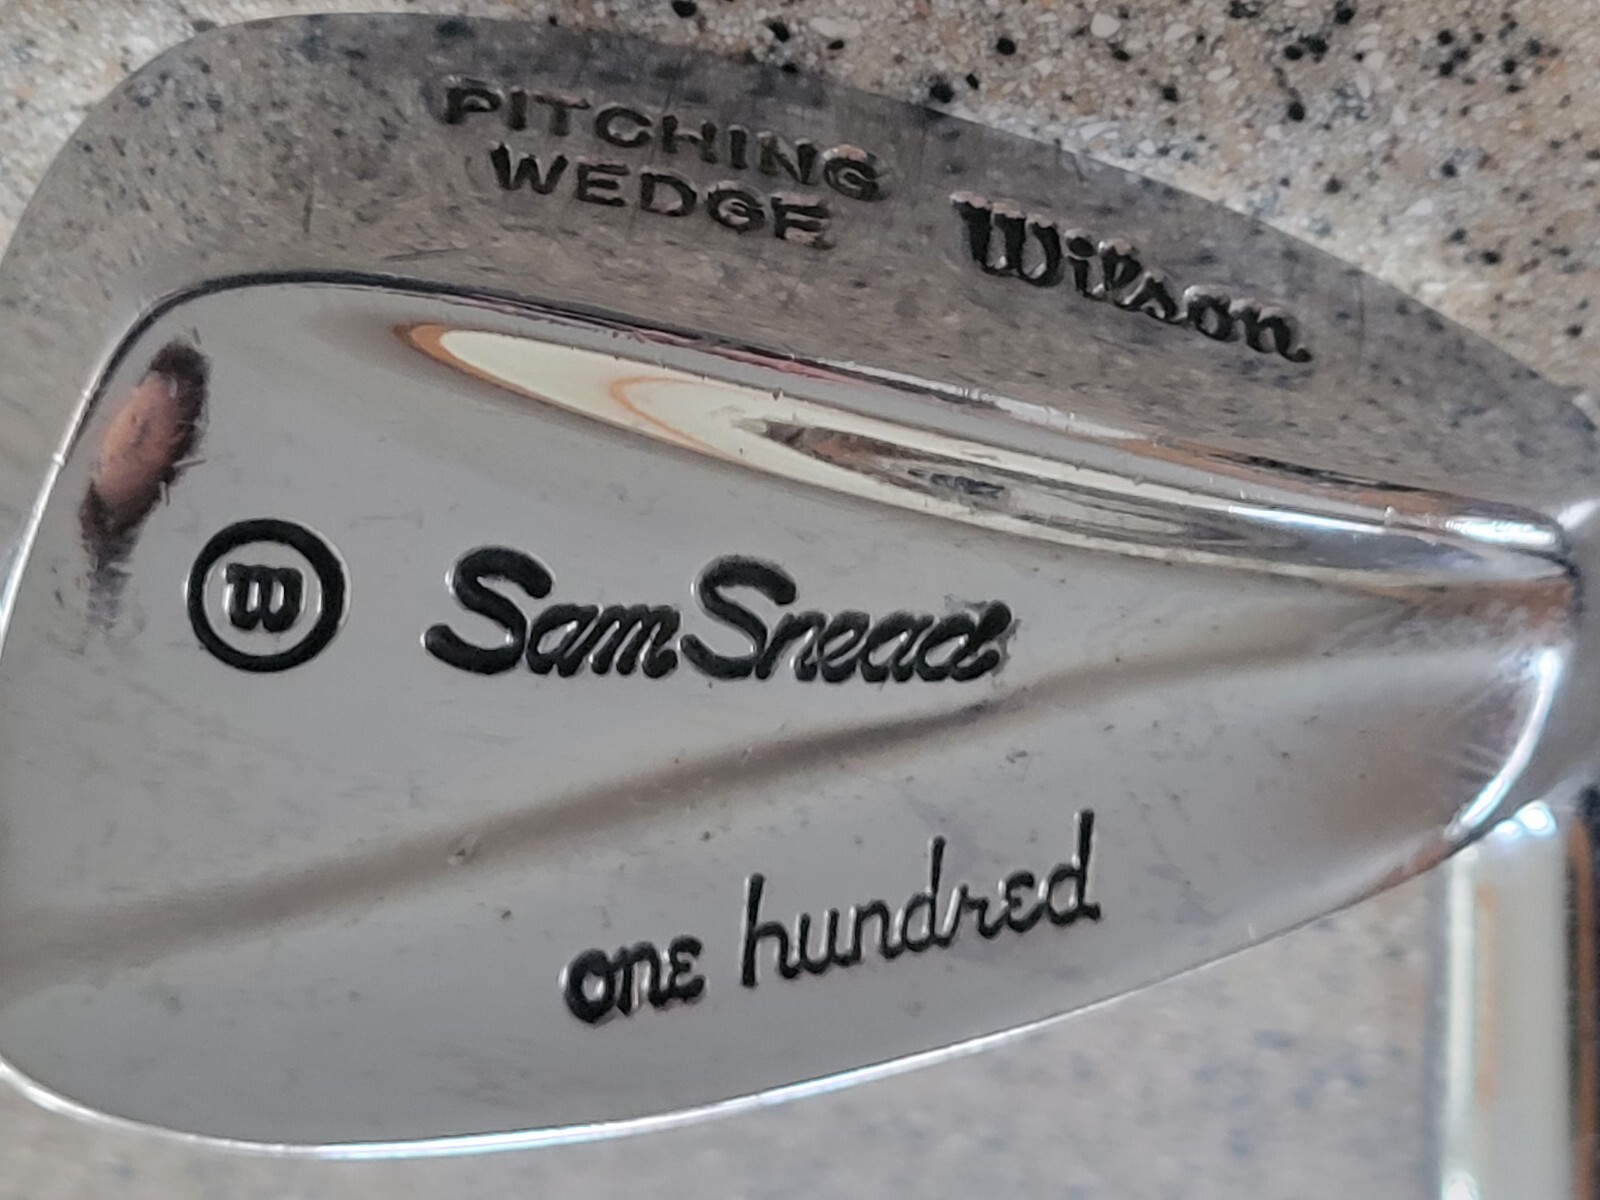 PITCHING
WEDGE
Wilson
W
Sam Snead
one hundred